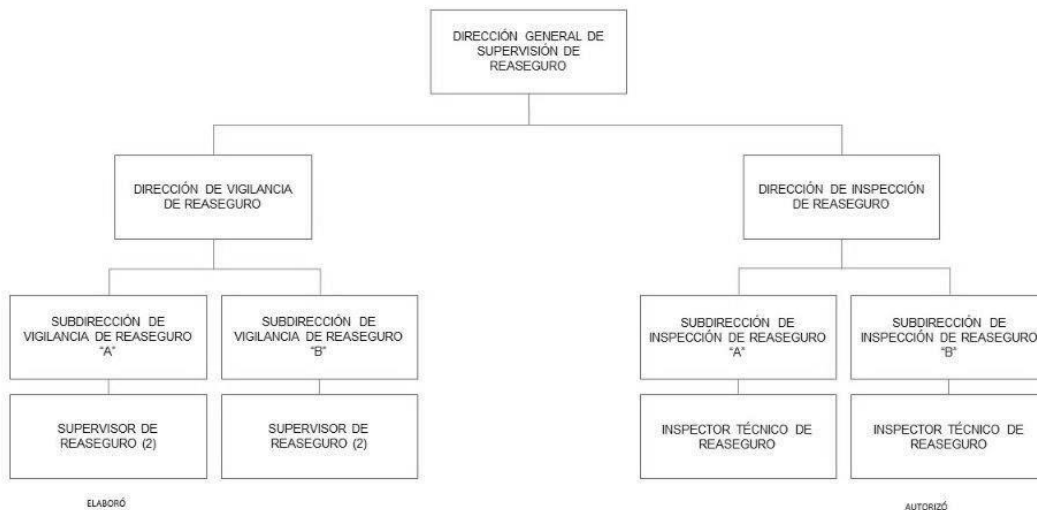 DIRECCIÓN GENERAL DE
SUPERVISIÓN DE
REASEGURO
DIRECCIÓN DE VIGILANCIA
DE REASEGURO
DIRECCIÓN DE INSPECCIÓN
DE REASEGURO
SUBDIRECCIÓN DE
VIGILANCIA DE REASEGURO
"A"
SUBDIRECCIÓN DE
VIGILANCIA DE REASEGURO
"B"
SUBDIRECCIÓN DE
INSPECCIÓN DE REASEGURO
"A"
SUBDIRECCIÓN DE
INSPECCIÓN DE REASEGURO
"B"
SUPERVISOR DE
REASEGURO (2)
SUPERVISOR DE
REASEGURO (2)
INSPECTOR TÉCNICO DE
REASEGURO
INSPECTOR TÉCNICO DE
REASEGURO
ELABORÓ
AUTORIZÓ